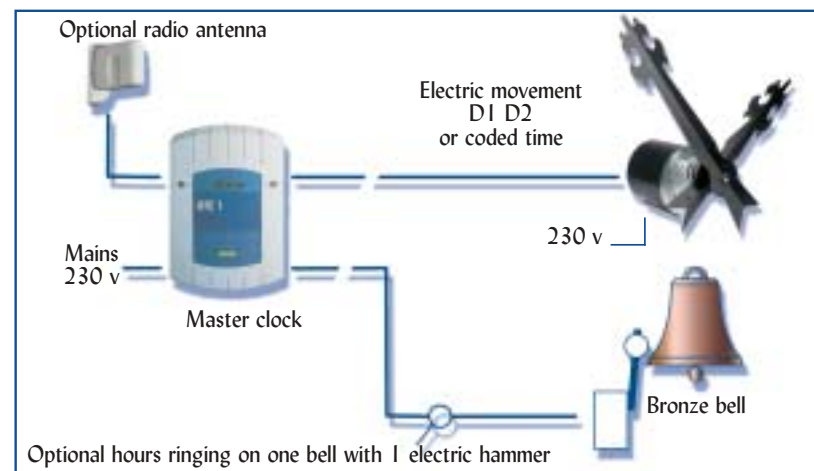 Optional radio antenna
Electric movement
D1 D2
or coded time
230 v
Mains
230 v
Master clock
Bronze bell
Optional hours ringing on one bell with 1 electric hammer